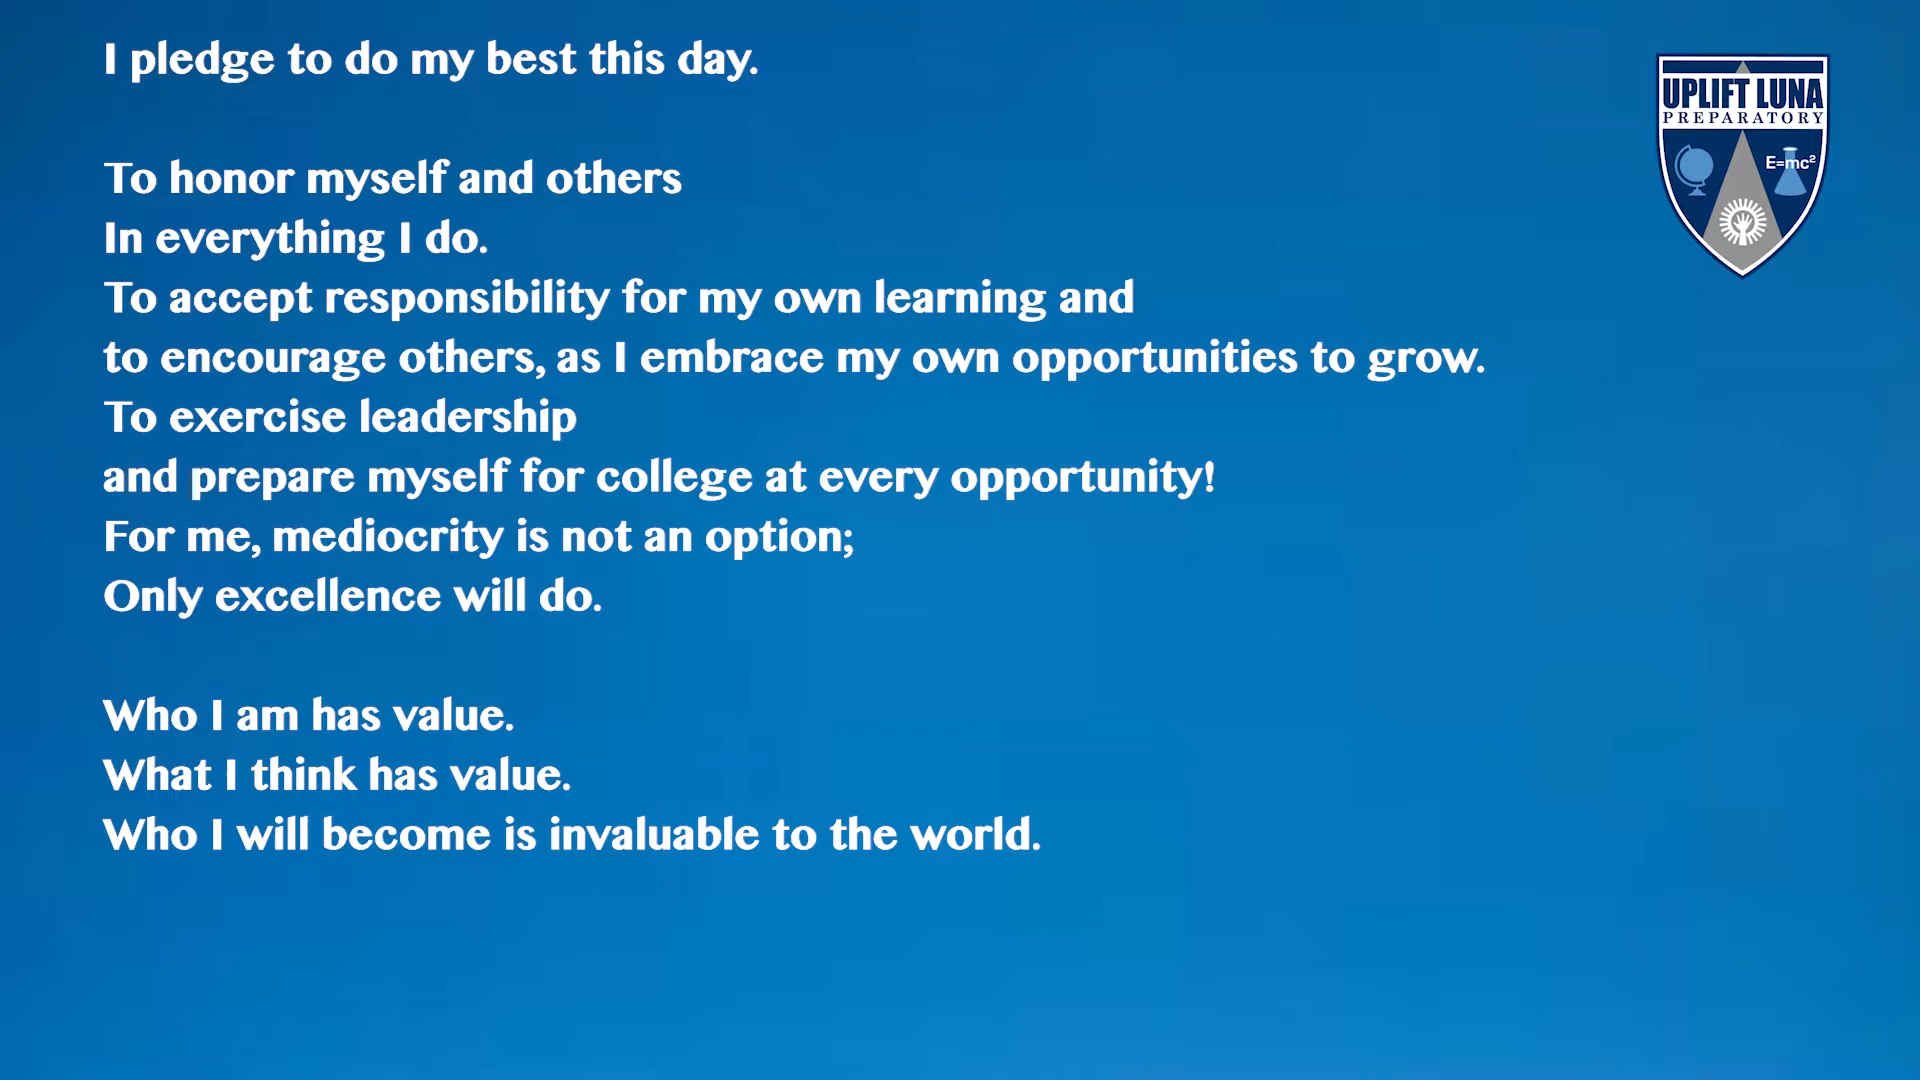 I pledge to do my best this day.
UPLIFT LUNA
PREPARATORY
E=mc²
To honor myself and others
In everything I do.
To accept responsibility for my own learning and
to encourage others, as I embrace my own opportunities to grow.
To exercise leadership
and prepare myself for college at every opportunity!
For me, mediocrity is not an option;
Only excellence will do.
Who I am has value.
What I think has value.
Who I will become is invaluable to the world.